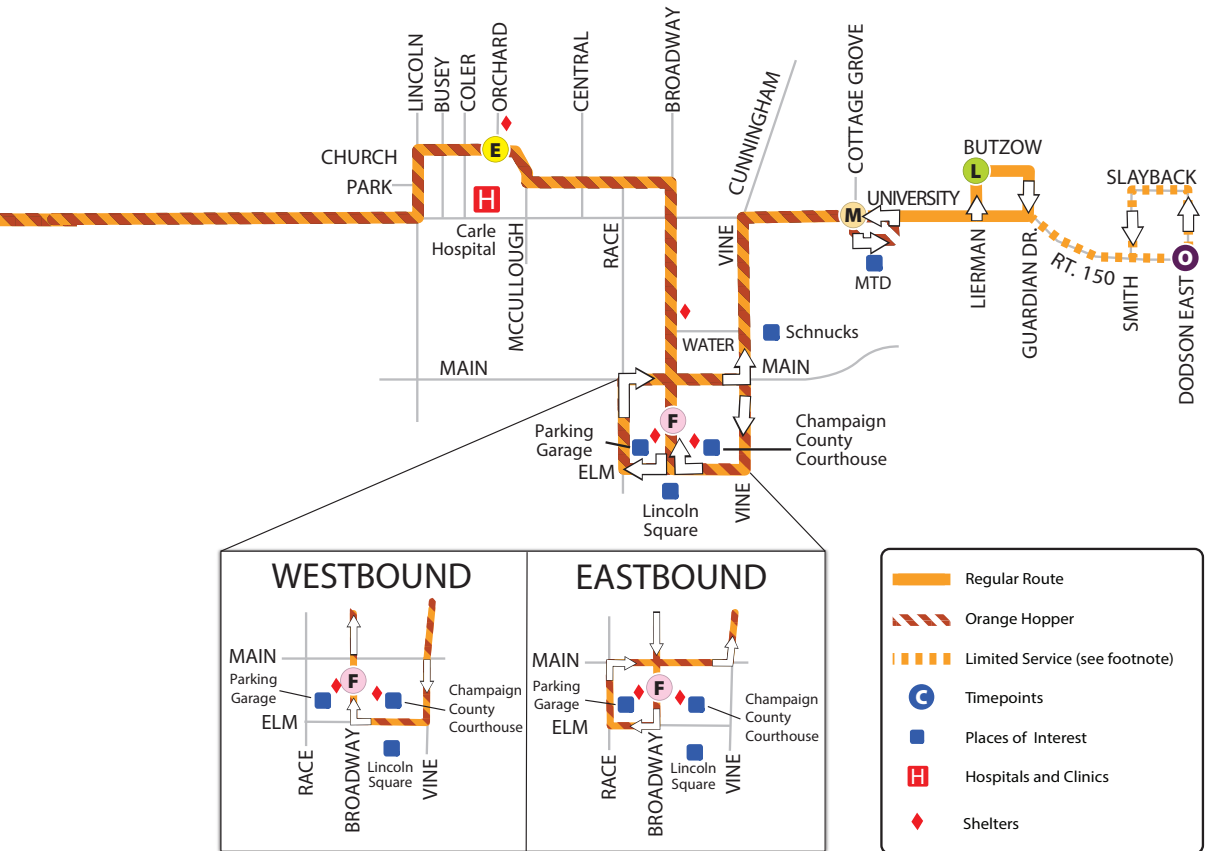 LINCOLN
BUSEY
COLER
ORCHARD
CENTRAL
BROADWAY
CUNNINGHAM
COTTAGE GROVE
CHURCH
PARK
E
H
Carle
Hospital
MCCULLOUGH
RACE
VINE
M
UNIVERSITY
MTD
BUTZOW
L
LIERMAN
GUARDIAN DR.
RT. 150
SLAYBACK
SMITH
O
DODSON EAST
WATER
Schnucks
MAIN
MAIN
F
Parking
Garage
ELM
Champaign
County
Courthouse
Lincoln
Square
VINE
WESTBOUND
MAIN
Parking
Garage
F
ELM
Champaign
County
Courthouse
RACE
BROADWAY
Lincoln
Square
VINE
EASTBOUND
MAIN
Parking
Garage
F
ELM
Champaign
County
Courthouse
RACE
BROADWAY
Lincoln
Square
VINE
Regular Route
Orange Hopper
Limited Service (see footnote)
C
Timepoints
Places of Interest
H
Hospitals and Clinics
Shelters